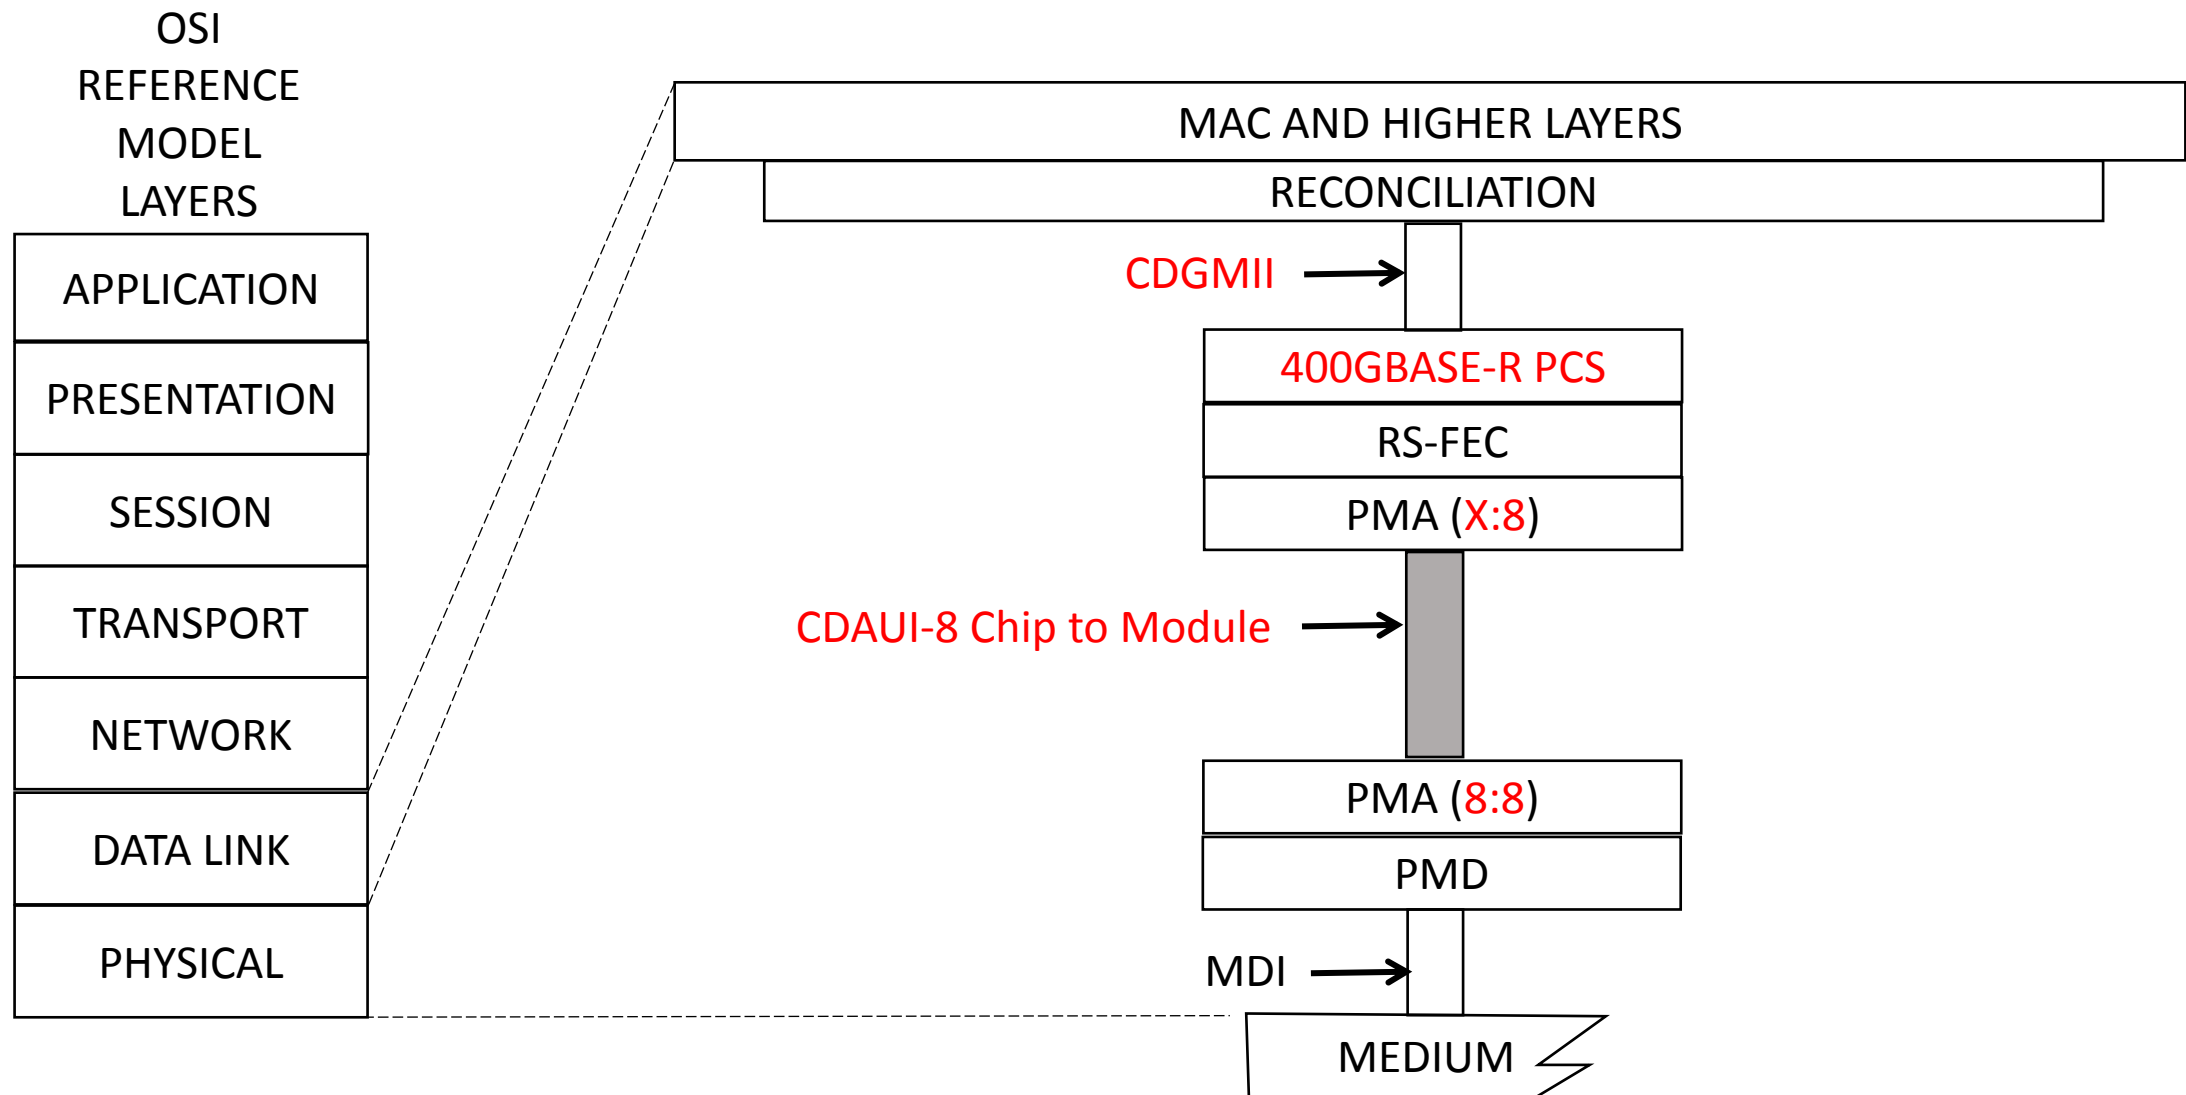 OSI
REFERENCE
MODEL
LAYERS
APPLICATION
PRESENTATION
SESSION
TRANSPORT
NETWORK
DATA LINK
PHYSICAL
MAC AND HIGHER LAYERS
RECONCILIATION
CDGMII
400GBASE-R PCS
RS-FEC
PMA (X:8)
CDAUI-8 Chip to Module
PMA (8:8)
PMD
MDI
MEDIUM